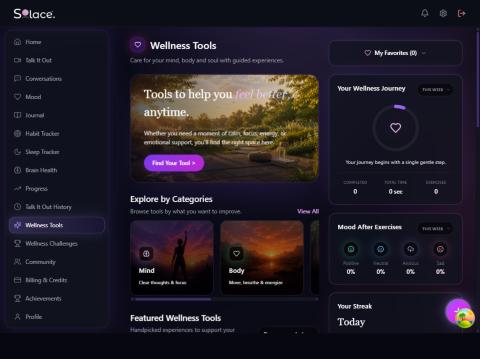 Solace.
Home
Talk It Out
Conversations
Mood
Journal
Habit Tracker
Sleep Tracker
Brain Health
Progress
Talk It Out History
Wellness Tools
Wellness Challenges
Community
Billing & Credits
Achievements
Profile
Wellness Tools
Care for your mind, body and soul with guided experiences.
Tools to help you feel better,
anytime.
Whether you need a moment of calm, focus, energy, or
emotional support, you'll find the right space here.
Find Your Tool >
Explore by Categories
Browse tools by what you want to improve.
View All
Mind
Clear thoughts & focus
Body
Move, breathe & energize
Featured Wellness Tools
Handpicked experiences to support your
My Favorites (0)
Your Wellness Journey
THIS WEEK
Your journey begins with a single gentle step.
COMPLETED
TOTAL TIME
EXERCISES
0
0 sec
0
Mood After Exercises
THIS WEEK
Positive
Neutral
Anxious
Sad
0%
0%
0%
0%
Your Streak
Today